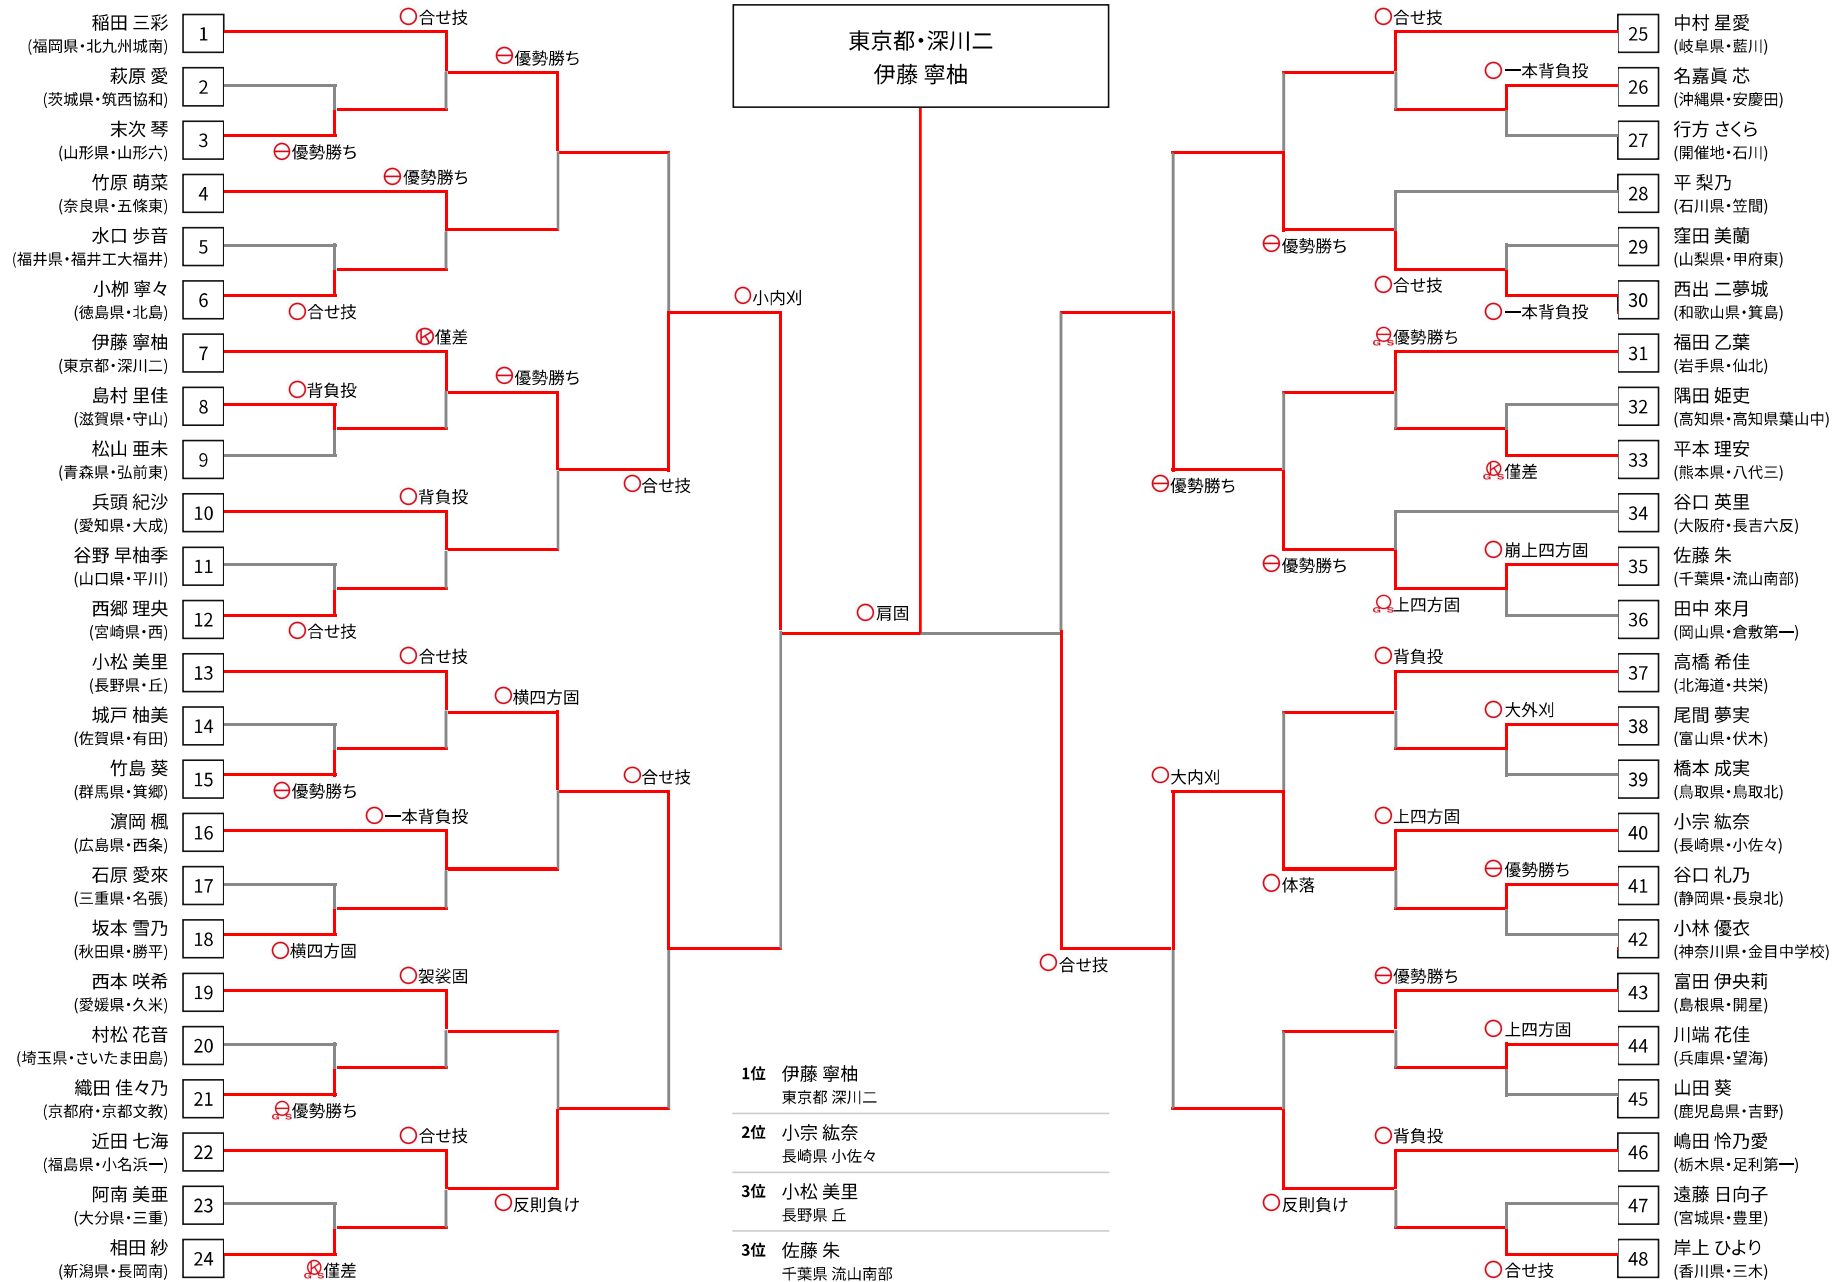 東京都・深川二
伊藤 寧柚
1
稲田 三彩
(福岡県・北九州城南)
2
萩原 愛
(茨城県・筑西協和)
3
末次 琴
(山形県・山形六)
4
竹原 萌菜
(奈良県・五條東)
5
水口 歩音
(福井県・福井工大福井)
6
小栁 寧々
(徳島県・北島)
7
伊藤 寧柚
(東京都・深川二)
8
島村 里佳
(滋賀県・守山)
9
松山 亜未
(青森県・弘前東)
10
兵頭 紀沙
(愛知県・大成)
11
谷野 早柚季
(山口県・平川)
12
西郷 理央
(宮崎県・西)
13
小松 美里
(長野県・丘)
14
城戸 柚美
(佐賀県・有田)
15
竹島 葵
(群馬県・箕郷)
16
濵岡 楓
(広島県・西条)
17
石原 愛來
(三重県・名張)
18
坂本 雪乃
(秋田県・勝平)
19
西本 咲希
(愛媛県・久米)
20
村松 花音
(埼玉県・さいたま田島)
21
織田 佳々乃
(京都府・京都文教)
22
近田 七海
(福島県・小名浜一)
23
阿南 美亜
(大分県・三重)
24
相田 紗
(新潟県・長岡南)
合せ技
優勢勝ち
優勢勝ち
優勢勝ち
合せ技
小内刈
K僅差
背負投
優勢勝ち
合せ技
背負投
合せ技
肩固
合せ技
横四方固
優勢勝ち
合せ技
一本背負投
横四方固
袈裟固
GS優勢勝ち
合せ技
反則負け
K GS僅差
合せ技
一本背負投
優勢勝ち
合せ技
一本背負投
GS優勢勝ち
K GS僅差
優勢勝ち
崩上四方固
優勢勝ち
GS上四方固
背負投
大外刈
大内刈
上四方固
優勢勝ち
体落
合せ技
優勢勝ち
上四方固
背負投
反則負け
合せ技
25
中村 星愛
(岐阜県・藍川)
26
名嘉眞 芯
(沖縄県・安慶田)
27
行方 さくら
(開催地・石川)
28
平 梨乃
(石川県・笠間)
29
窪田 美蘭
(山梨県・甲府東)
30
西出 二夢城
(和歌山県・箕島)
31
福田 乙葉
(岩手県・仙北)
32
隅田 姫吏
(高知県・高知県葉山中)
33
平本 理安
(熊本県・八代三)
34
谷口 英里
(大阪府・長吉六反)
35
佐藤 朱
(千葉県・流山南部)
36
田中 來月
(岡山県・倉敷第一)
37
高橋 希佳
(北海道・共栄)
38
尾間 夢実
(富山県・伏木)
39
橋本 成実
(鳥取県・鳥取北)
40
小宗 紘奈
(長崎県・小佐々)
41
谷口 礼乃
(静岡県・長泉北)
42
小林 優衣
(神奈川県・金目中学校)
43
富田 伊央莉
(島根県・開星)
44
川端 花佳
(兵庫県・望海)
45
山田 葵
(鹿児島県・吉野)
46
嶋田 怜乃愛
(栃木県・足利第一)
47
遠藤 日向子
(宮城県・豊里)
48
岸上 ひより
(香川県・三木)
1位 伊藤 寧柚
東京都 深川二
2位 小宗 紘奈
長崎県 小佐々
3位 小松 美里
長野県 丘
3位 佐藤 朱
千葉県 流山南部